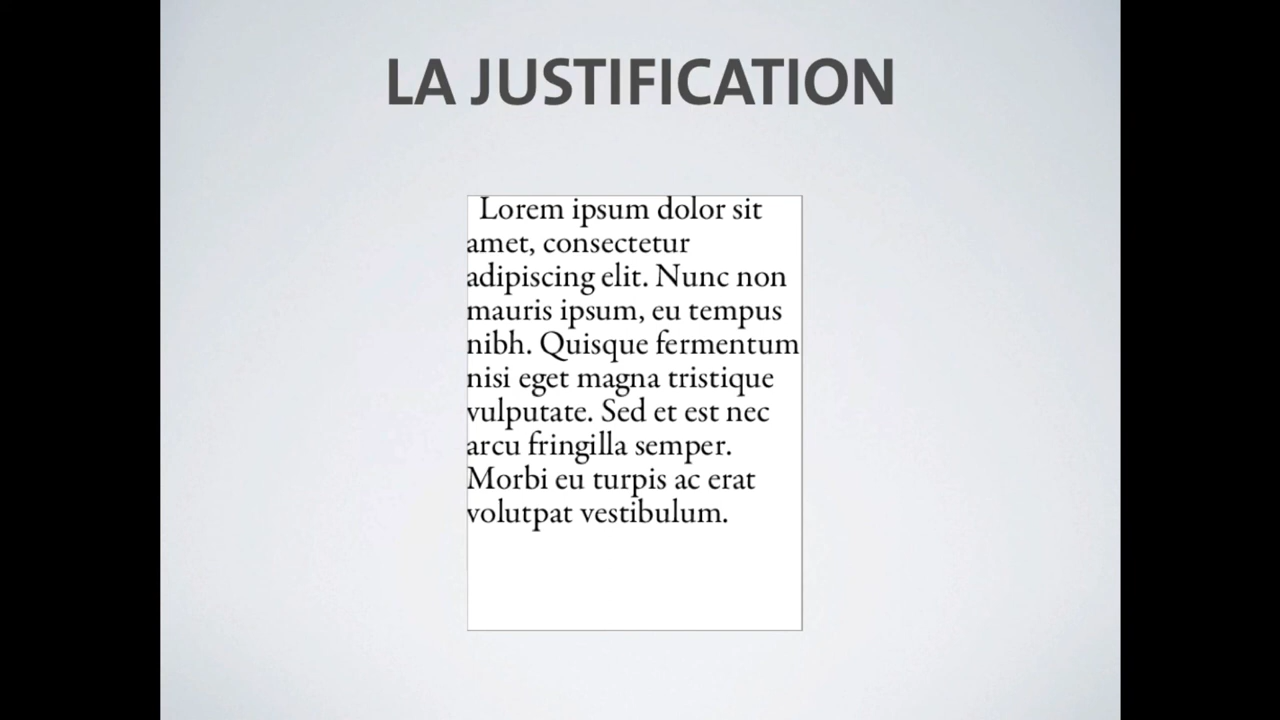 LA JUSTIFICATION
Lorem ipsum dolor sit
amet, consectetur
adipiscing elit. Nunc non
mauris ipsum, eu tempus
nibh. Quisque fermentum
nisi eget magna tristique
vulputate. Sed et est nec
arcu fringilla semper.
Morbi eu turpis ac erat
volutpat vestibulum.